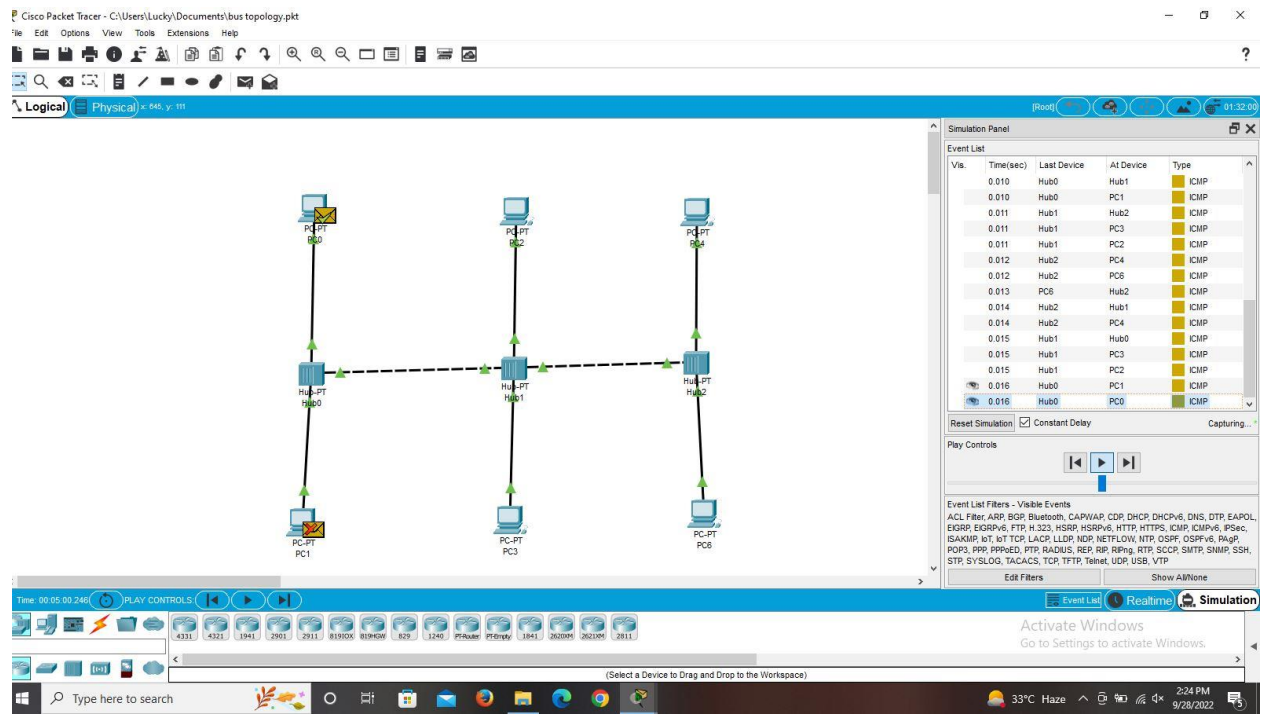 Cisco Packet Tracer - C:\Users\Lucky\Documents\bus topology.pkt
File Edit Options View Tools Extensions Help
?
Logical Physical x: 645, y: 111
[Root] 01:32:00
PC-PT
PC0
PC-PT
PC2
PC-PT
PC4
Hub-PT
Hub0
Hub-PT
Hub1
Hub-PT
Hub2
PC-PT
PC1
PC-PT
PC3
PC-PT
PC6
Simulation Panel
Event List
Vis. Time(sec) Last Device At Device Type
0.010 Hub0 Hub1 ICMP
0.010 Hub0 PC1 ICMP
0.011 Hub1 Hub2 ICMP
0.011 Hub1 PC3 ICMP
0.011 Hub1 PC2 ICMP
0.012 Hub2 PC4 ICMP
0.012 Hub2 PC6 ICMP
0.013 PC6 Hub2 ICMP
0.014 Hub2 Hub1 ICMP
0.014 Hub2 PC4 ICMP
0.015 Hub1 Hub0 ICMP
0.015 Hub1 PC3 ICMP
0.015 Hub1 PC2 ICMP
0.016 Hub0 PC1 ICMP
0.016 Hub0 PC0 ICMP
Reset Simulation Constant Delay Capturing...
Play Controls
Event List Filters - Visible Events
ACL Filter, ARP, BGP, Bluetooth, CAPWAP, CDP, DHCP, DHCPv6, DNS, DTP, EAPOL,
EIGRP, EIGRPv6, FTP, H.323, HSRP, HSRPv6, HTTP, HTTPS, ICMP, ICMPv6, IPSec,
ISAKMP, IoT, IoT TCP, LACP, LLDP, NDP, NETFLOW, NTP, OSPF, OSPFv6, PAgP,
POP3, PPP, PPPoED, PTP, RADIUS, REP, RIP, RIPng, RTP, SCCP, SMTP, SNMP, SSH,
STP, SYSLOG, TACACS, TCP, TFTP, Telnet, UDP, USB, VTP
Edit Filters Show All/None
Time: 00:05:00.246 PLAY CONTROLS:
Event List Realtime Simulation
4331 4321 1941 2901 2911 819IOX 819HGW 829 1240 PT-Router PT-Empty 1841 2620XM 2621XM 2811
Activate Windows
Go to Settings to activate Windows.
(Select a Device to Drag and Drop to the Workspace)
Type here to search
33°C Haze
2:24 PM
9/28/2022
5